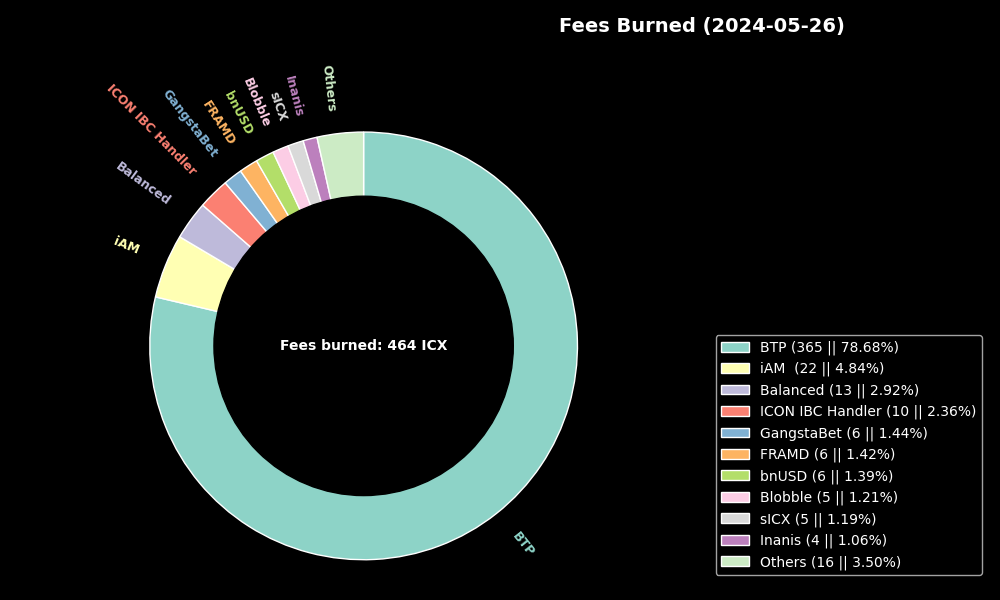 Fees Burned (2024-05-26)
Others
Inanis
sICX
Blobble
bnUSD
FRAMD
GangstaBet
ICON IBC Handler
Balanced
iAM
Fees burned: 464 ICX
BTP
BTP (365 || 78.68%)
iAM  (22 || 4.84%)
Balanced (13 || 2.92%)
ICON IBC Handler (10 || 2.36%)
GangstaBet (6 || 1.44%)
FRAMD (6 || 1.42%)
bnUSD (6 || 1.39%)
Blobble (5 || 1.21%)
sICX (5 || 1.19%)
Inanis (4 || 1.06%)
Others (16 || 3.50%)